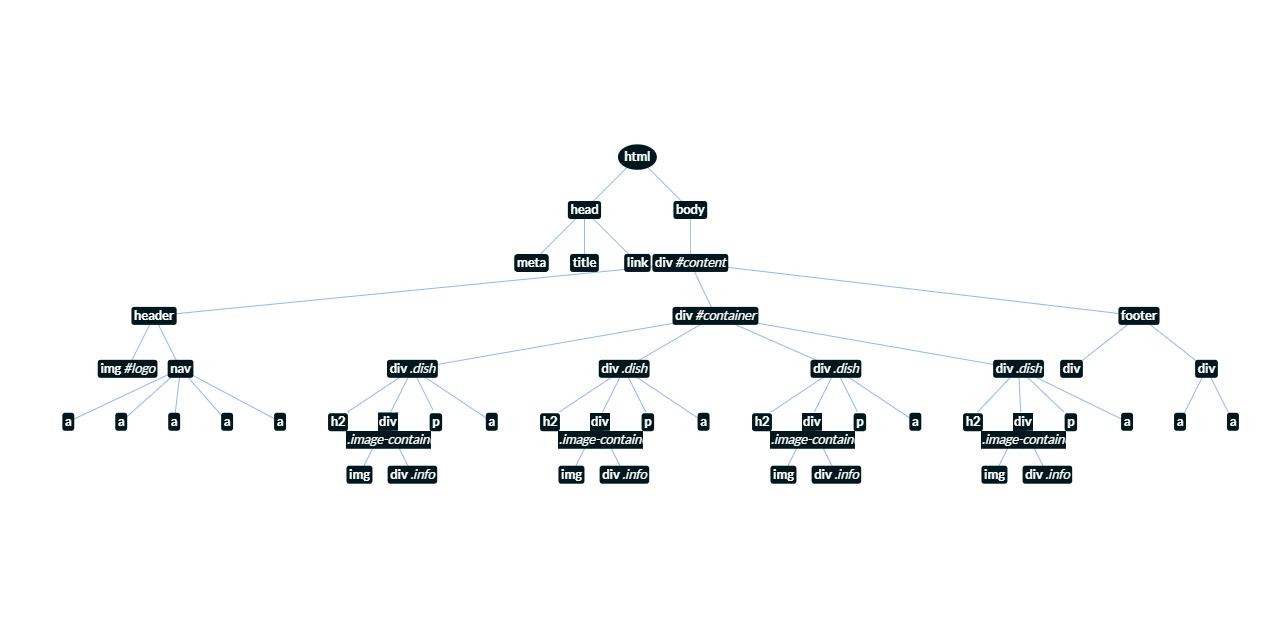 html
head
body
meta
title
link
div #content
header
div #container
footer
img #logo
nav
div .dish
div .dish
div .dish
div .dish
div
div
a
a
a
a
a
h2
div
p
a
h2
div
p
a
h2
div
p
a
h2
div
p
a
a
a
.image-contain
.image-contain
.image-contain
.image-contain
img
div .info
img
div .info
img
div .info
img
div .info